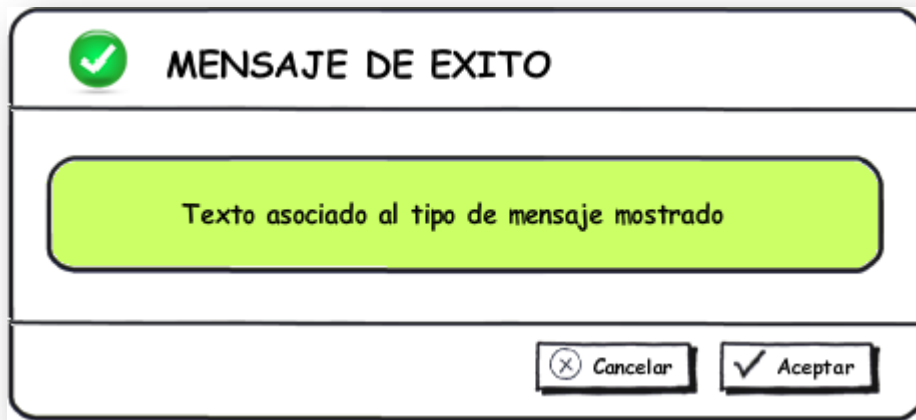 MENSAJE DE EXITO
Texto asociado al tipo de mensaje mostrado
Cancelar
Aceptar